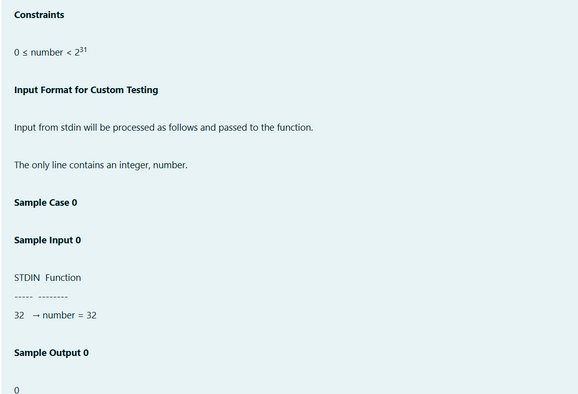 Constraints
0 ≤ number < 2³¹
Input Format for Custom Testing
Input from stdin will be processed as follows and passed to the function.
The only line contains an integer, number.
Sample Case 0
Sample Input 0
STDIN Function
----- --------
32 → number = 32
Sample Output 0
0